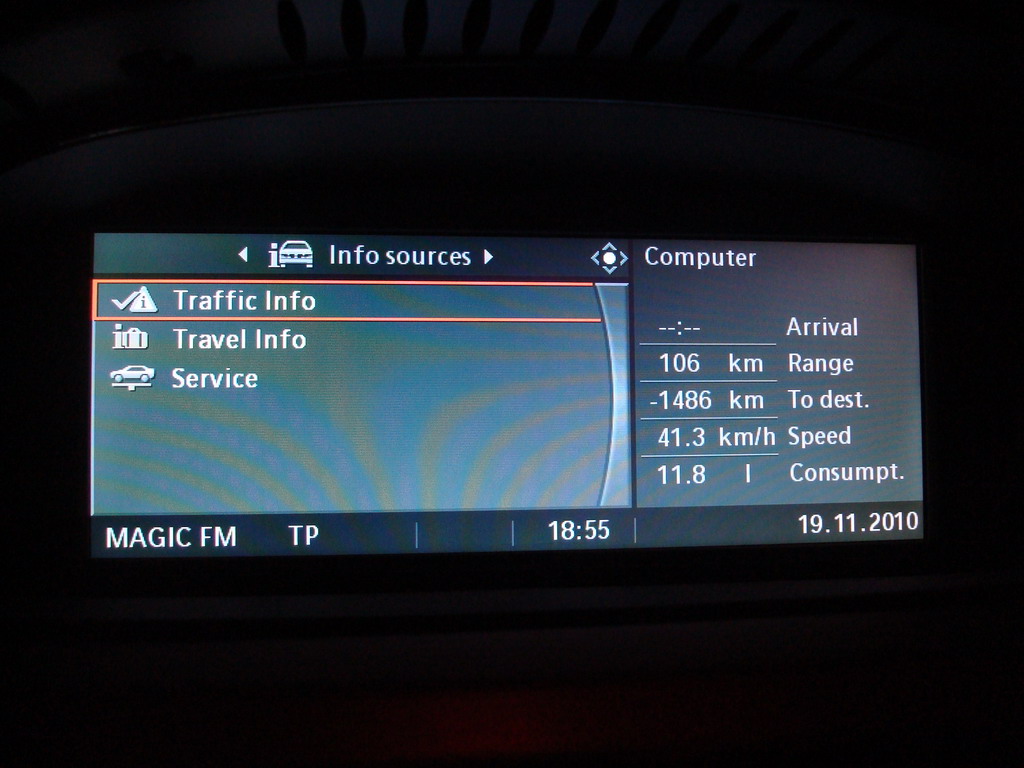 Info sources
Traffic Info
Travel Info
Service
Computer
--:-- Arrival
106 km Range
-1486 km To dest.
41.3 km/h Speed
11.8 l Consumpt.
MAGIC FM TP 18:55 19.11.2010